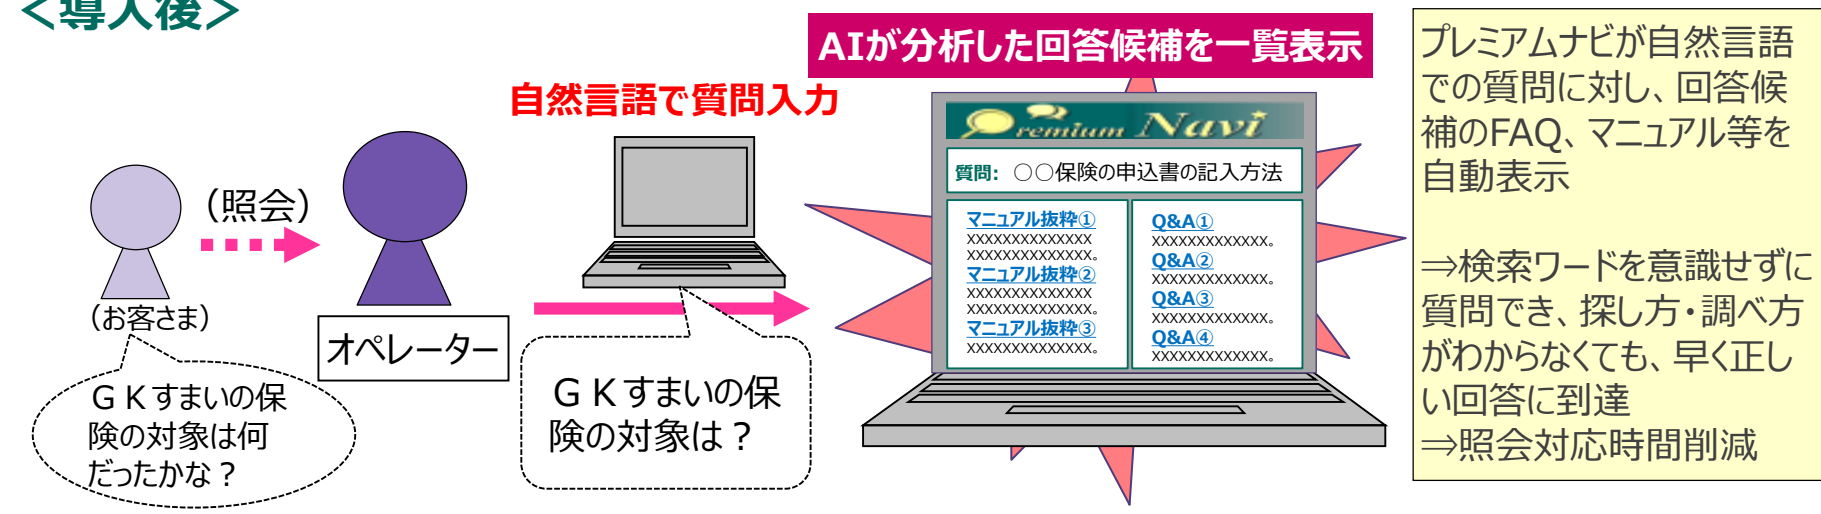 ＜導入後＞
AIが分析した回答候補を一覧表示
自然言語で質問入力
（照会）
（お客さま）
オペレーター
ＧＫすまいの保
険の対象は何
だったかな？
ＧＫすまいの保
険の対象は？
Premium Navi
質問: 〇〇保険の申込書の記入方法
マニュアル抜粋①
XXXXXXXXXXXXXX
XXXXXXXXXXXXXX。
マニュアル抜粋②
XXXXXXXXXXXXXX
XXXXXXXXXXXXXX。
マニュアル抜粋③
XXXXXXXXXXXXXX。
Q&A①
XXXXXXXXXXXXX。
Q&A②
XXXXXXXXXXXXX。
Q&A③
XXXXXXXXXXXXX。
Q&A④
XXXXXXXXXXXXX。
プレミアムナビが自然言語
での質問に対し、回答候
補のFAQ、マニュアル等を
自動表示
⇒検索ワードを意識せずに
質問でき、探し方・調べ方
がわからなくても、早く正し
い回答に到達
⇒照会対応時間削減